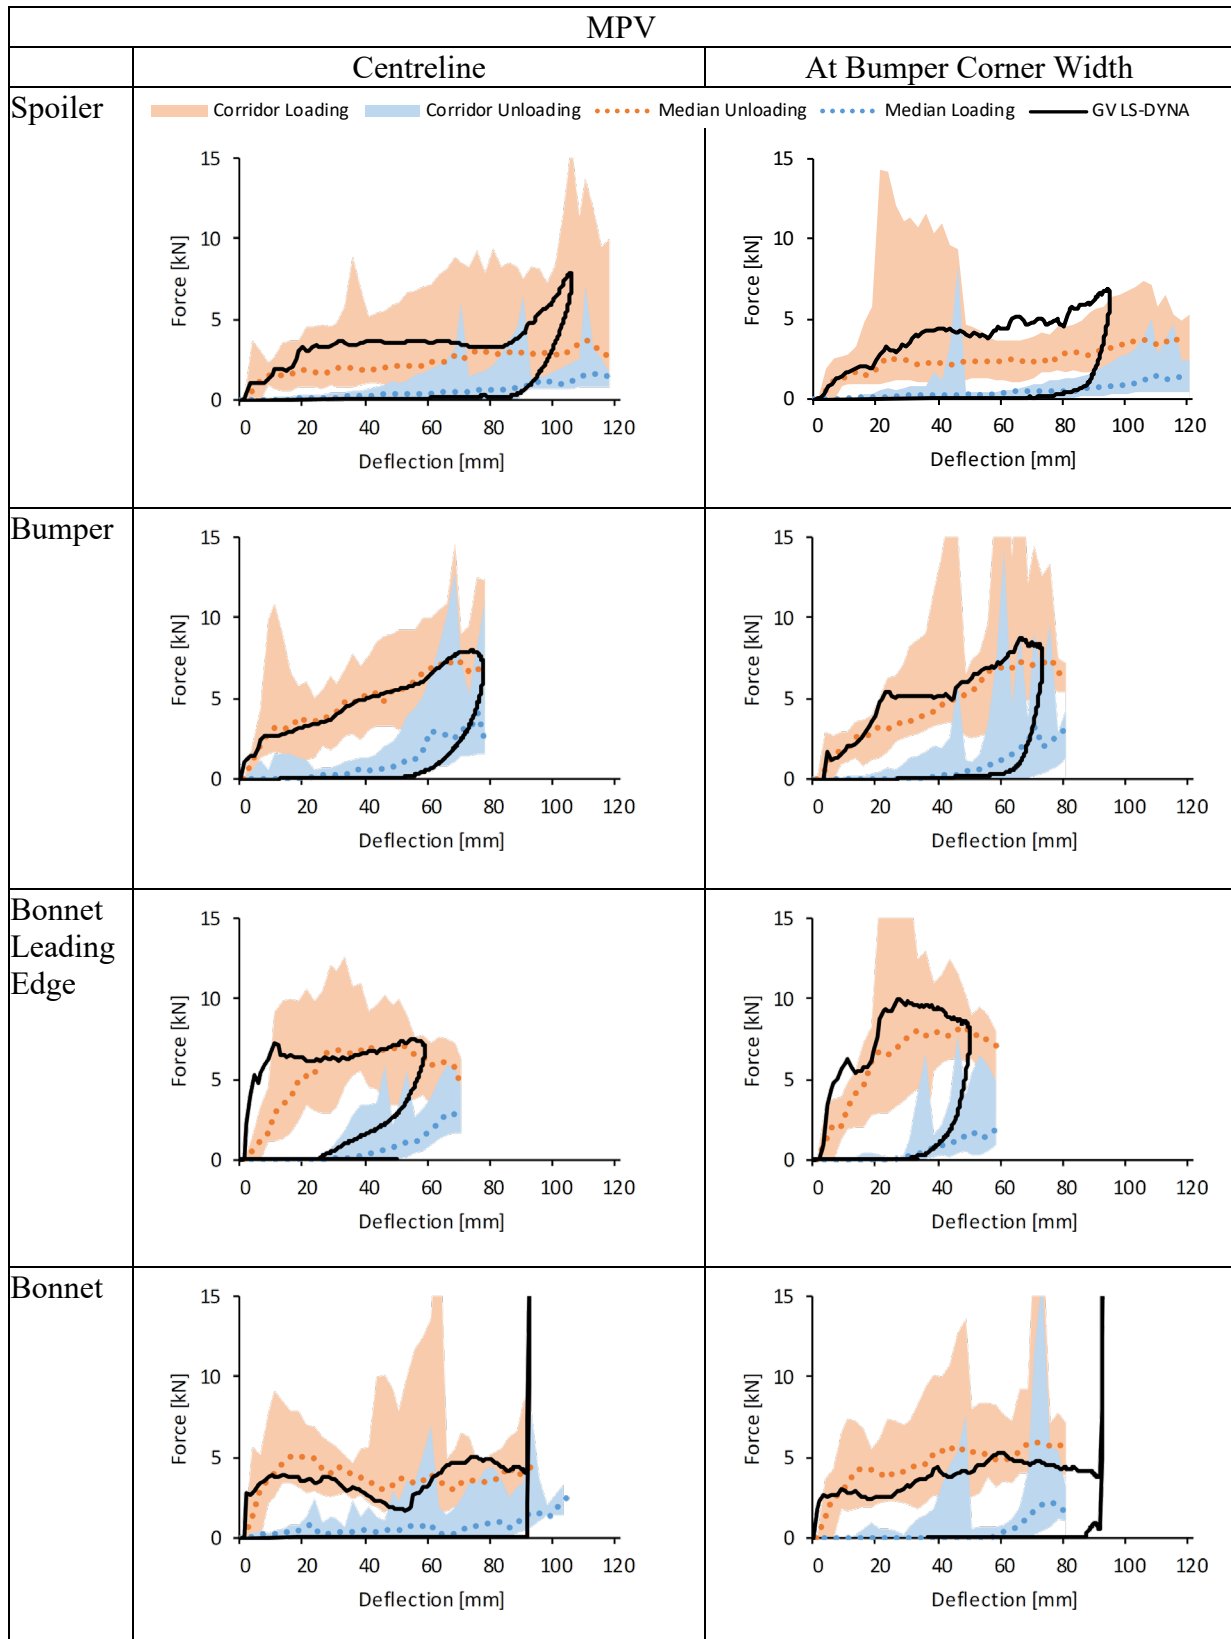 MPV
Centreline At Bumper Corner Width
Spoiler
Corridor Loading Corridor Unloading Median Unloading Median Loading GV LS-DYNA
15
10
5
0
Force [kN]
0 20 40 60 80 100 120
Deflection [mm]
15
10
5
0
Force [kN]
0 20 40 60 80 100 120
Deflection [mm]
Bumper
15
10
5
0
Force [kN]
0 20 40 60 80 100 120
Deflection [mm]
15
10
5
0
Force [kN]
0 20 40 60 80 100 120
Deflection [mm]
Bonnet
Leading
Edge
15
10
5
0
Force [kN]
0 20 40 60 80 100 120
Deflection [mm]
15
10
5
0
Force [kN]
0 20 40 60 80 100 120
Deflection [mm]
Bonnet
15
10
5
0
Force [kN]
0 20 40 60 80 100 120
Deflection [mm]
15
10
5
0
Force [kN]
0 20 40 60 80 100 120
Deflection [mm]